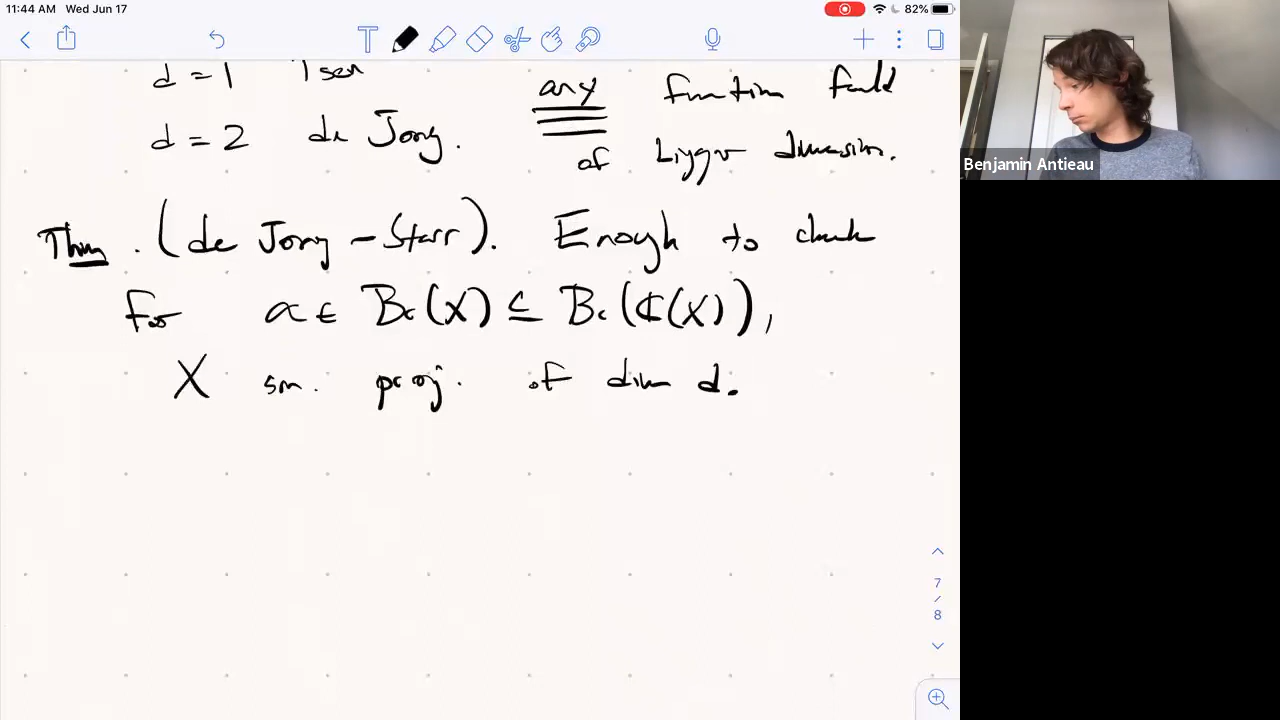 11:44 AM Wed Jun 17
82%
d = 1 Tsen
d = 2 de Jong.
any function field
of bigger dimension.
Thm. (de Jong - Starr). Enough to check
for α ∈ Br(X) ⊆ Br(ℂ(X)),
X sm. proj. of dim d.
7
/
8
Benjamin Antieau